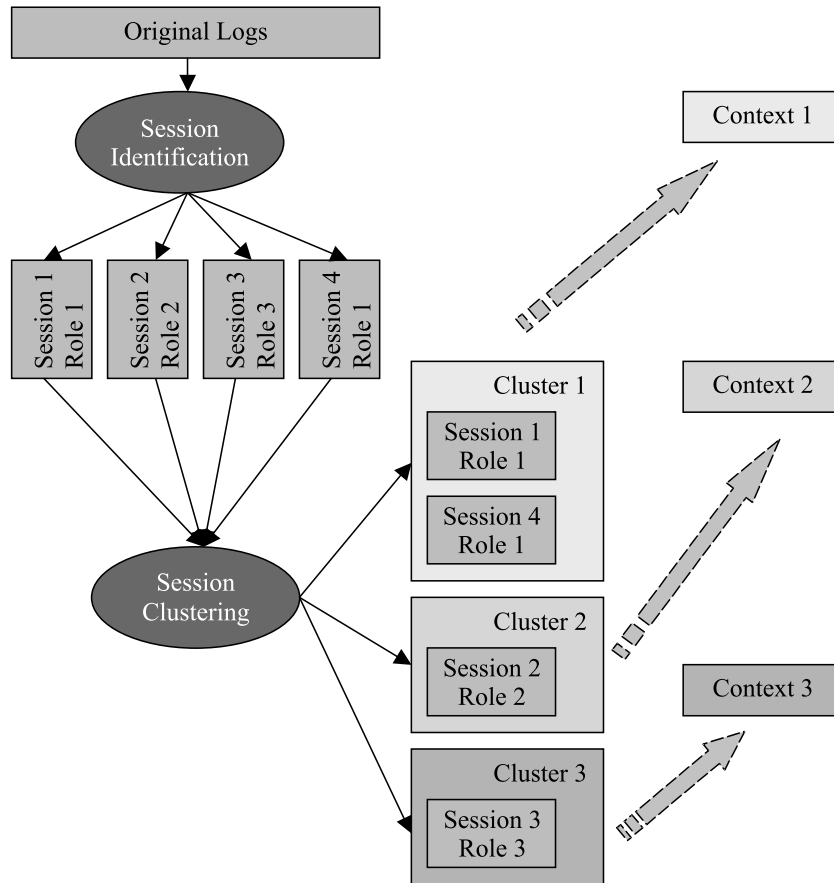 Original Logs
Session
Identification
Session 1
Role 1
Session 2
Role 2
Session 3
Role 3
Session 4
Role 1
Session
Clustering
Cluster 1
Session 1
Role 1
Session 4
Role 1
Cluster 2
Session 2
Role 2
Cluster 3
Session 3
Role 3
Context 1
Context 2
Context 3